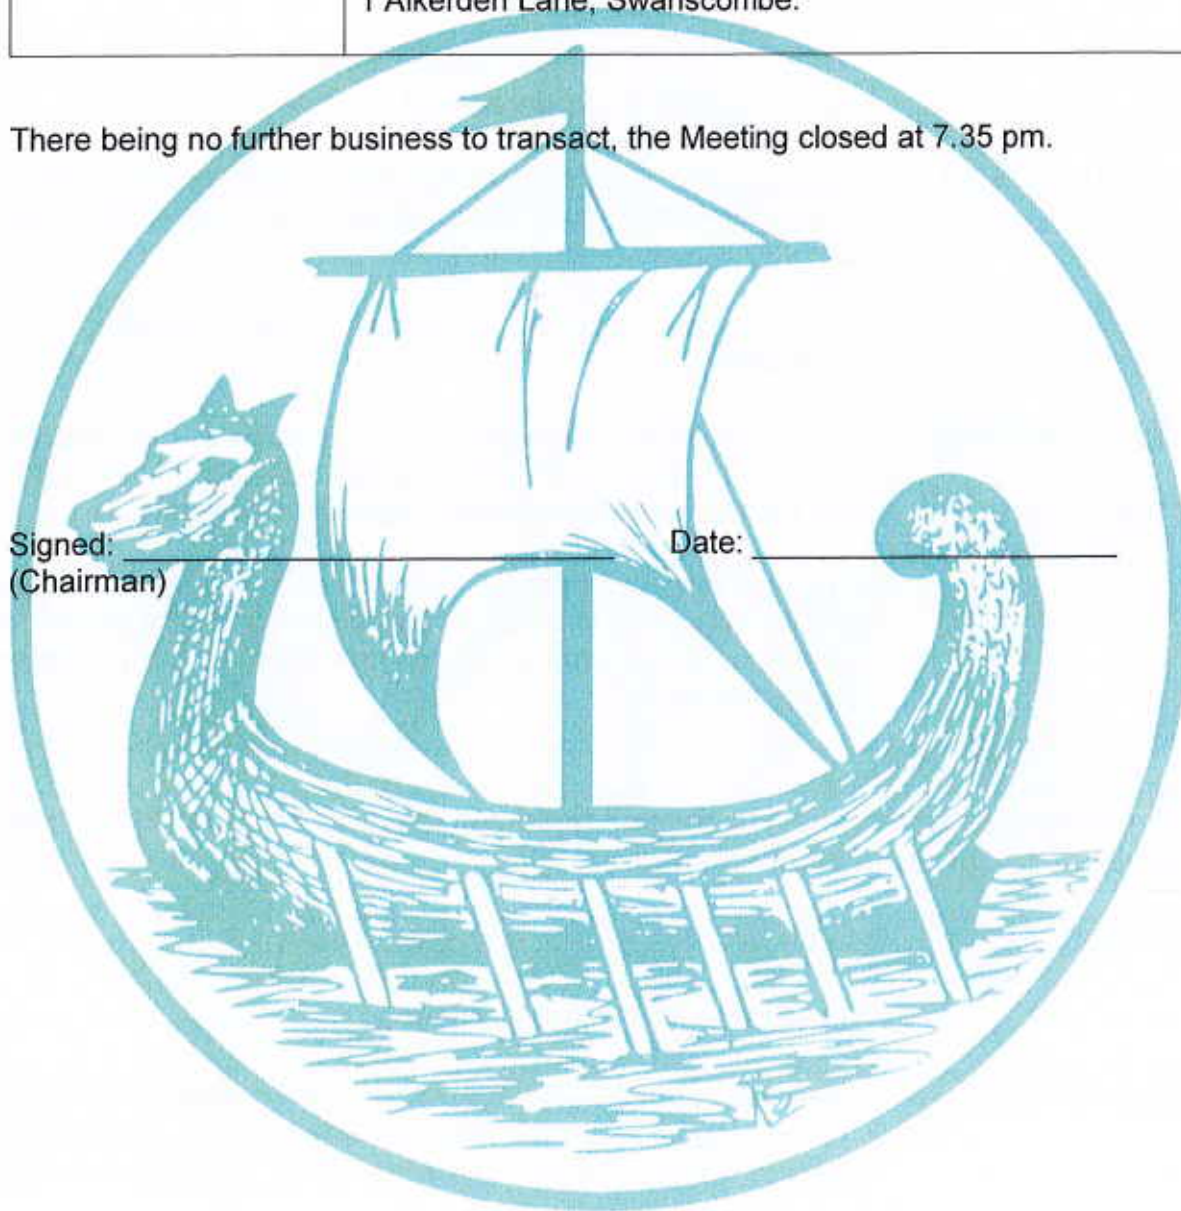 1 Alkerden Lane, Swanscombe.
There being no further business to transact, the Meeting closed at 7.35 pm.
Signed: Date:
(Chairman)